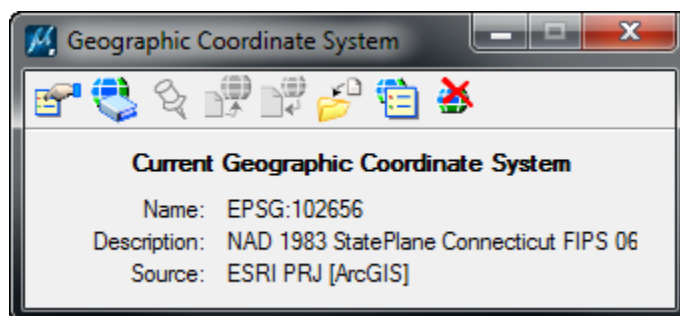 Geographic Coordinate System
Current Geographic Coordinate System
Name: EPSG:102656
Description: NAD 1983 StatePlane Connecticut FIPS 06
Source: ESRI PRJ [ArcGIS]